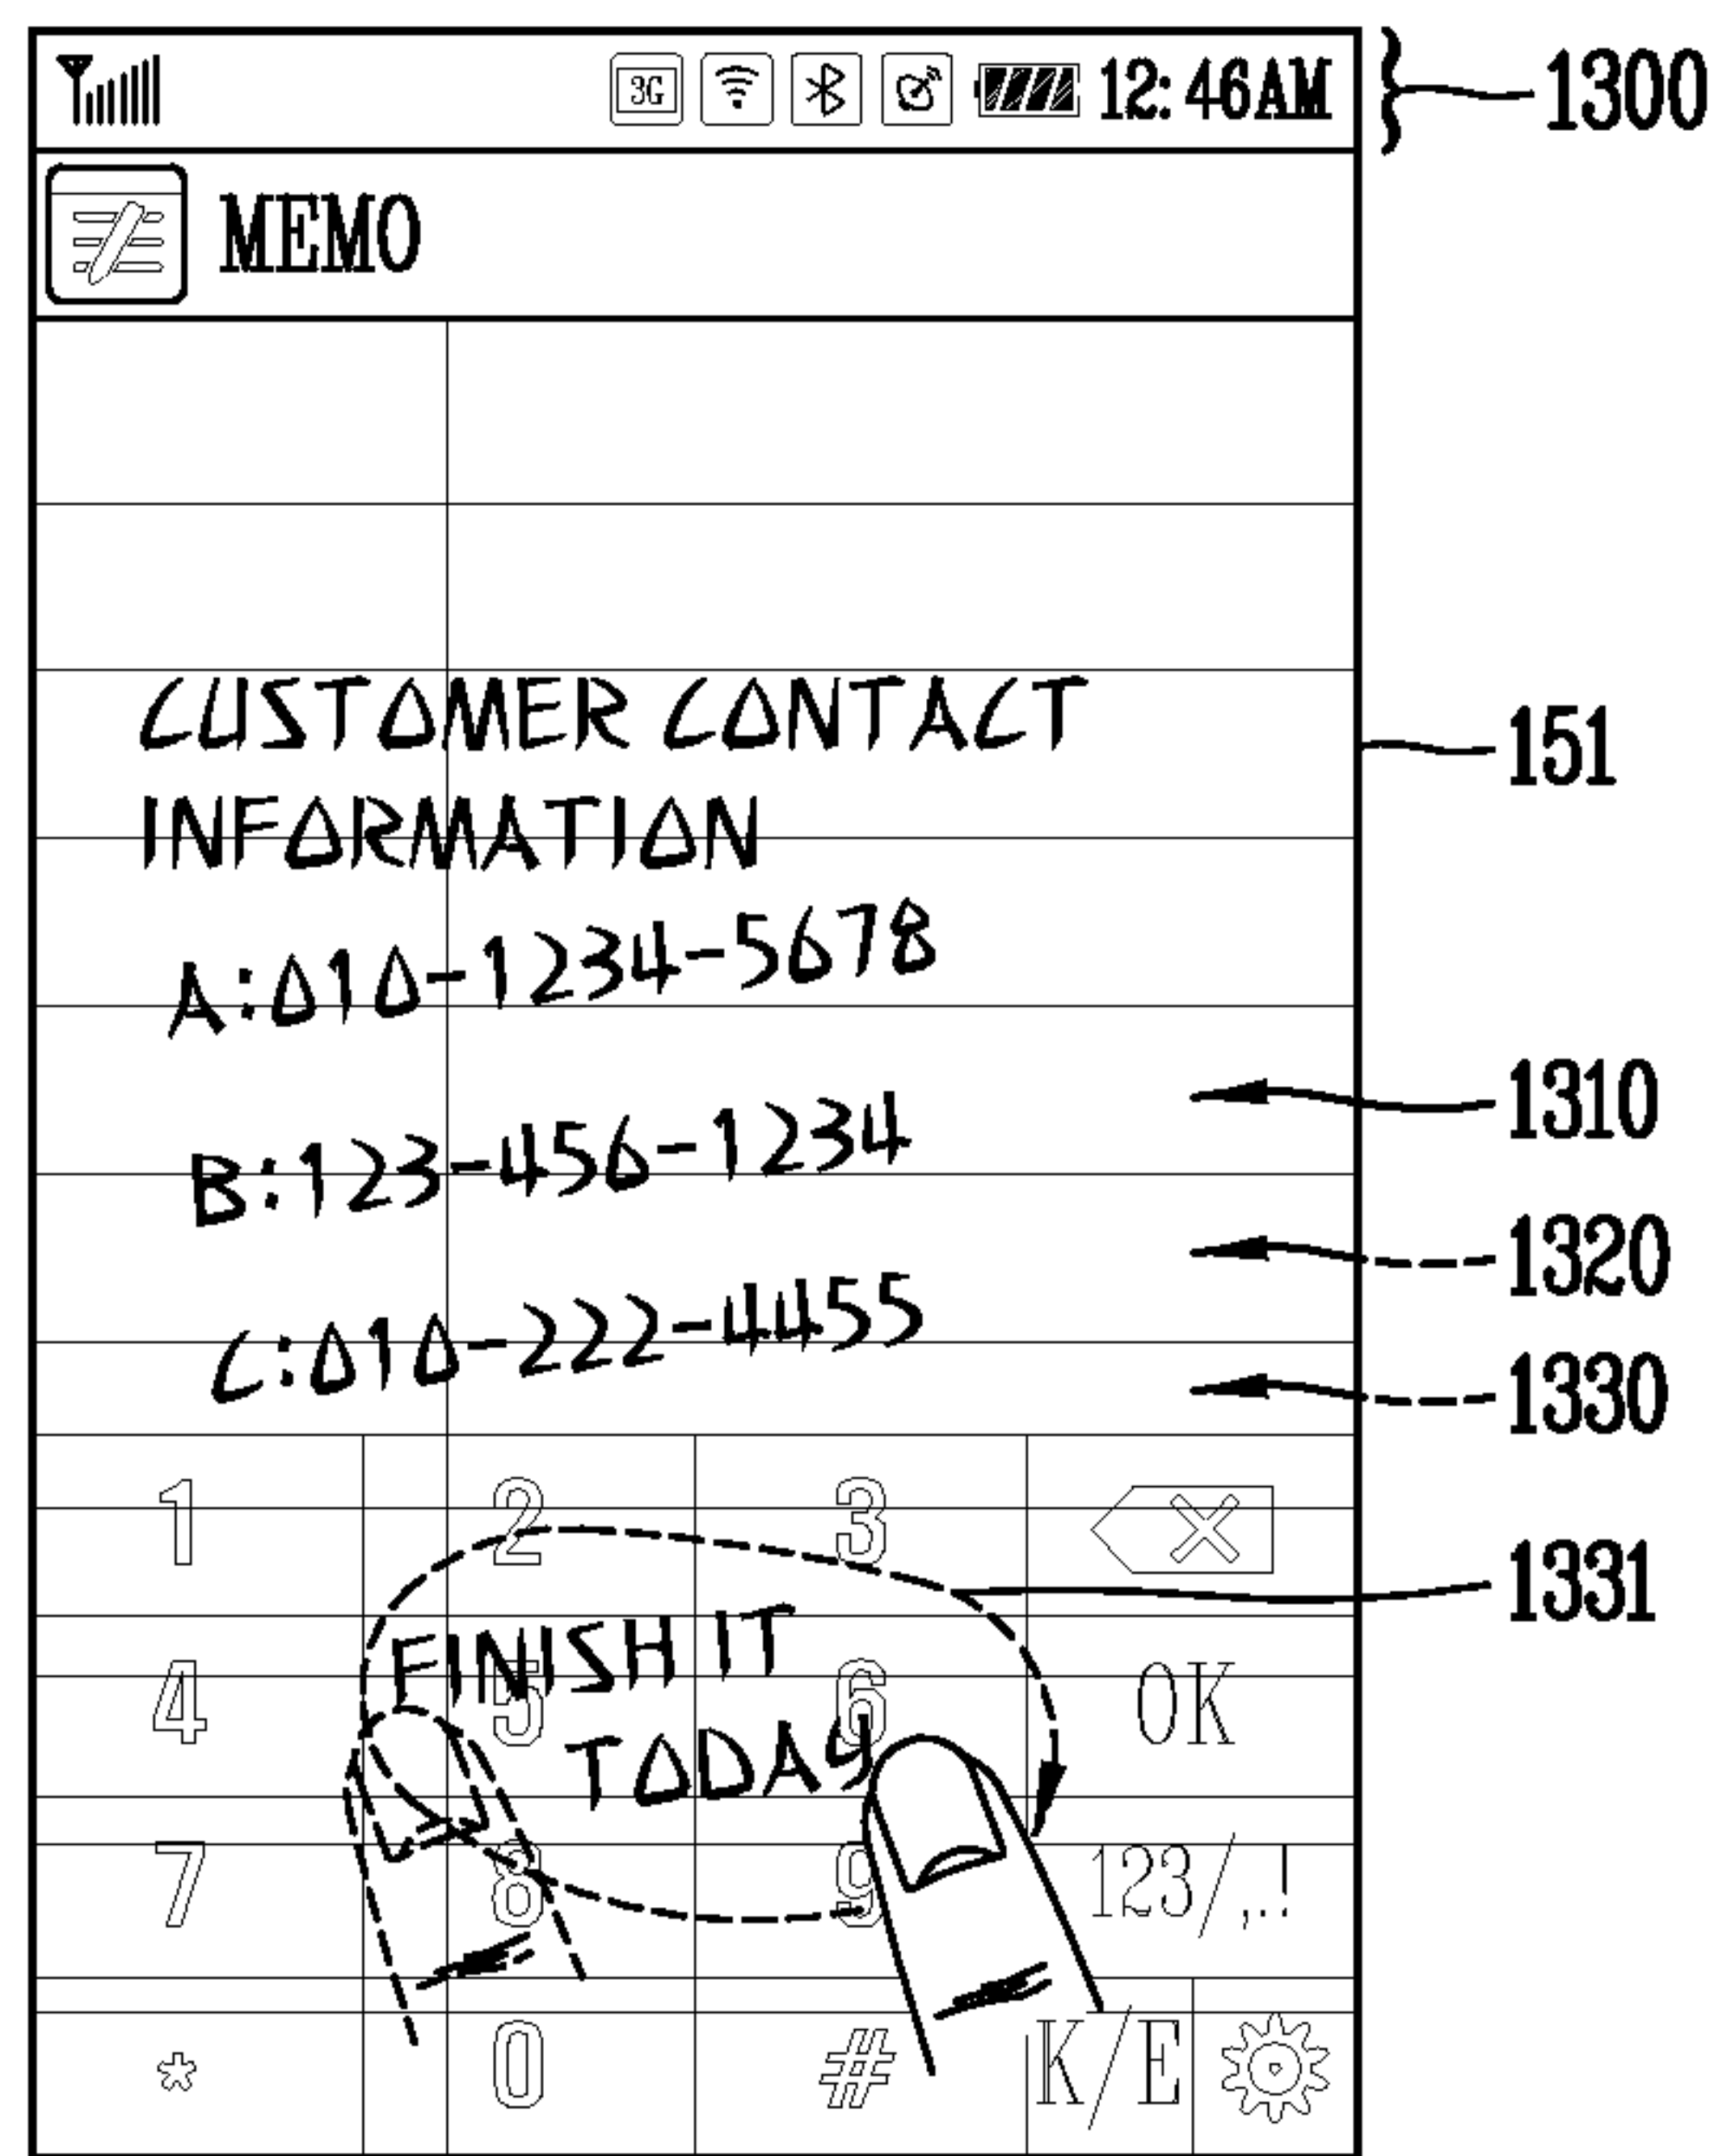 3G 12:46AM 1300
MEMO
CUSTOMER CONTACT
151
INFORMATION
A:010-1234-5678
1310
B:123-456-1234
1320
C:010-222-4455
1330
1 2 3
1331
FINISH IT
4 5 6 OK
TODAY
7 8 9 123/,.!
* 0 # K/E